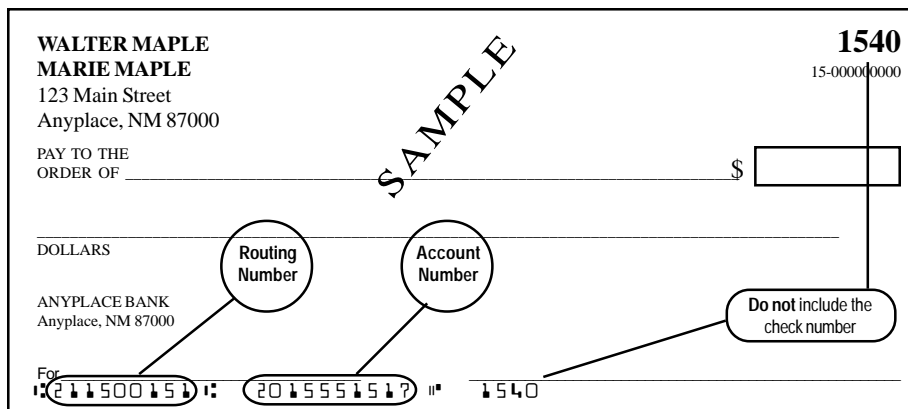 WALTER MAPLE
MARIE MAPLE
123 Main Street
Anyplace, NM 87000
SAMPLE
1540
15-000000000
PAY TO THE
ORDER OF
$
DOLLARS
Routing
Number
Account
Number
ANYPLACE BANK
Anyplace, NM 87000
Do not include the
check number
For
⑆211500151⑆ 2015551517⑈ 1540